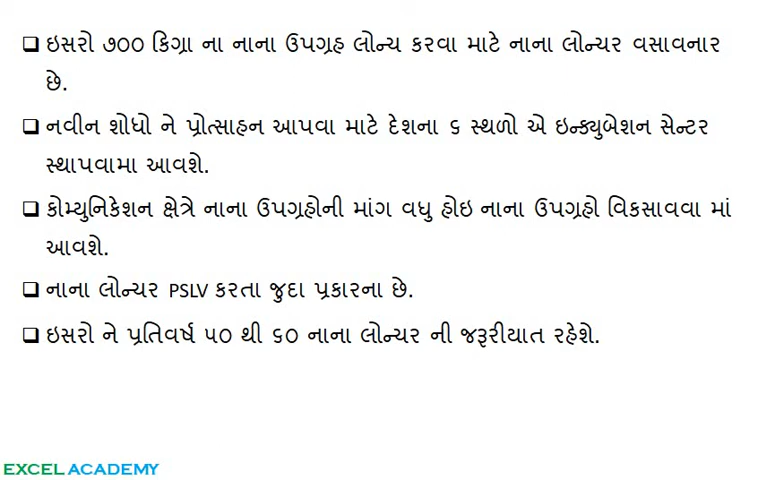 ❑ ઇસરો ૭૦૦ કિગ્રા ના નાના ઉપગ્રહ લોન્ચ કરવા માટે નાના લોન્ચર વસાવનાર
છે.
❑ નવીન શોધો ને પ્રોત્સાહન આપવા માટે દેશના ૬ સ્થળો એ ઇન્ક્યુબેશન સેન્ટર
સ્થાપવામા આવશે.
❑ કોમ્યુનિકેશન ક્ષેત્રે નાના ઉપગ્રહોની માંગ વધુ હોઇ નાના ઉપગ્રહો વિકસાવવા માં
આવશે.
❑ નાના લોન્ચર PSLV કરતા જુદા પ્રકારના છે.
❑ ઇસરો ને પ્રતિવર્ષ ૫૦ થી ૬૦ નાના લોન્ચર ની જરૂરીયાત રહેશે.
EXCEL ACADEMY